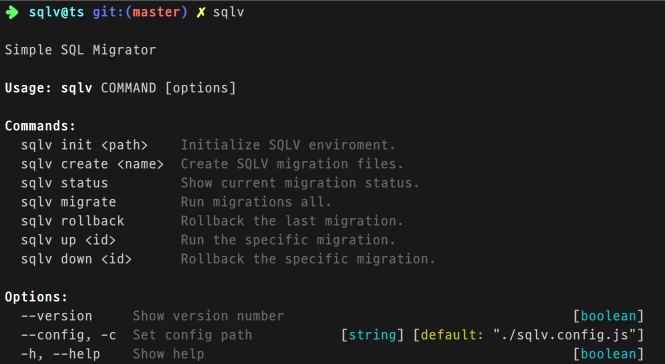 ➜ sqlv@ts git:(master) ✗ sqlv
Simple SQL Migrator
Usage: sqlv COMMAND [options]
Commands:
sqlv init <path> Initialize SQLV enviroment.
sqlv create <name> Create SQLV migration files.
sqlv status Show current migration status.
sqlv migrate Run migrations all.
sqlv rollback Rollback the last migration.
sqlv up <id> Run the specific migration.
sqlv down <id> Rollback the specific migration.
Options:
--version Show version number [boolean]
--config, -c Set config path [string] [default: "./sqlv.config.js"]
-h, --help Show help [boolean]